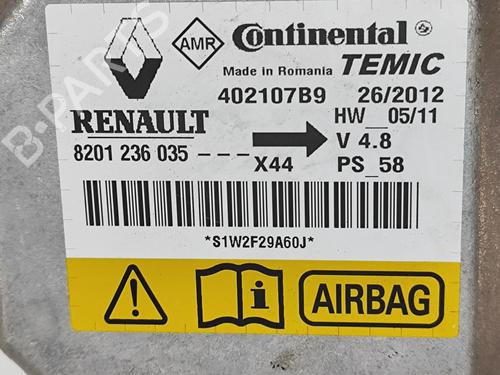 AMR
Continental
Made in Romania TEMIC
402107B9 26/2012
RENAULT
HW_05/11
V 4.8
8201 236 035 _ _ _ X44 PS_58
*S1W2F29A60J*
AIRBAG
B-PARTS